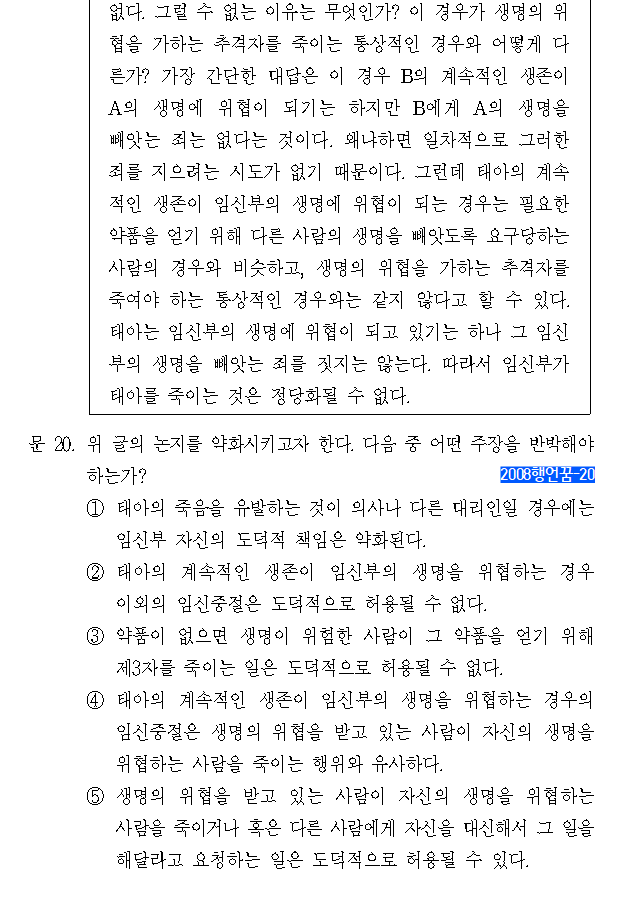 없다. 그럴 수 없는 이유는 무엇인가? 이 경우가 생명의 위
협을 가하는 추격자를 죽이는 통상적인 경우와 어떻게 다
른가? 가장 간단한 대답은 이 경우 B의 계속적인 생존이
A의 생명에 위협이 되기는 하지만 B에게 A의 생명을
빼앗는 죄는 없다는 것이다. 왜냐하면 일차적으로 그러한
죄를 지으려는 시도가 없기 때문이다. 그런데 태아의 계속
적인 생존이 임신부의 생명에 위협이 되는 경우는 필요한
약품을 얻기 위해 다른 사람의 생명을 빼앗도록 요구당하는
사람의 경우와 비슷하고, 생명의 위협을 가하는 추격자를
죽여야 하는 통상적인 경우와는 같지 않다고 할 수 있다.
태아는 임신부의 생명에 위협이 되고 있기는 하나 그 임신
부의 생명을 빼앗는 죄를 짓지는 않는다. 따라서 임신부가
태아를 죽이는 것은 정당화될 수 없다.
문 20. 위 글의 논지를 약화시키고자 한다. 다음 중 어떤 주장을 반박해야
하는가? 2008행언꿈-20
① 태아의 죽음을 유발하는 것이 의사나 다른 대리인일 경우에는
임신부 자신의 도덕적 책임은 약화된다.
② 태아의 계속적인 생존이 임신부의 생명을 위협하는 경우
이외의 임신중절은 도덕적으로 허용될 수 없다.
③ 약품이 없으면 생명이 위험한 사람이 그 약품을 얻기 위해
제3자를 죽이는 일은 도덕적으로 허용될 수 없다.
④ 태아의 계속적인 생존이 임신부의 생명을 위협하는 경우의
임신중절은 생명의 위협을 받고 있는 사람이 자신의 생명을
위협하는 사람을 죽이는 행위와 유사하다.
⑤ 생명의 위협을 받고 있는 사람이 자신의 생명을 위협하는
사람을 죽이거나 혹은 다른 사람에게 자신을 대신해서 그 일을
해달라고 요청하는 일은 도덕적으로 허용될 수 있다.